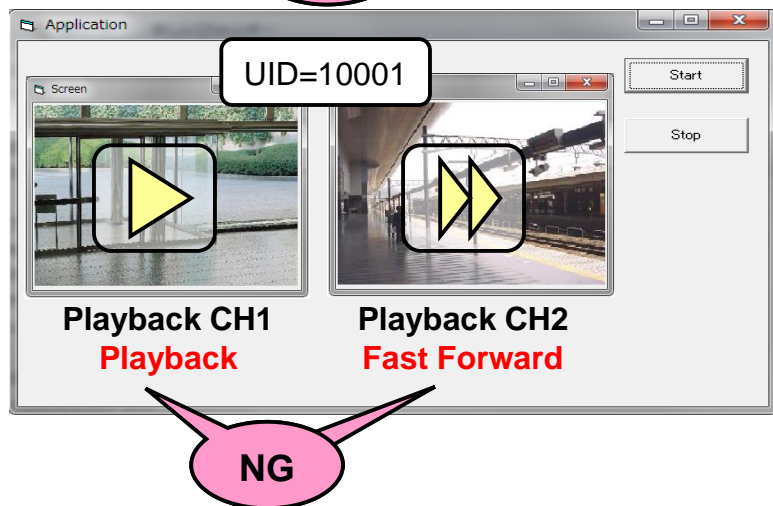 Application
UID=10001
Start
Screen
Stop
Playback CH1
Playback CH2
Playback
Fast Forward
NG